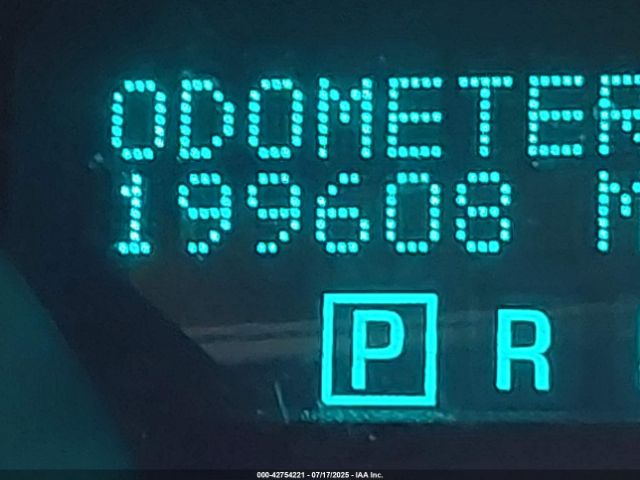 ODOMETER
199608 M
P R
000-42754221 - 07/17/2025 - IAA Inc.